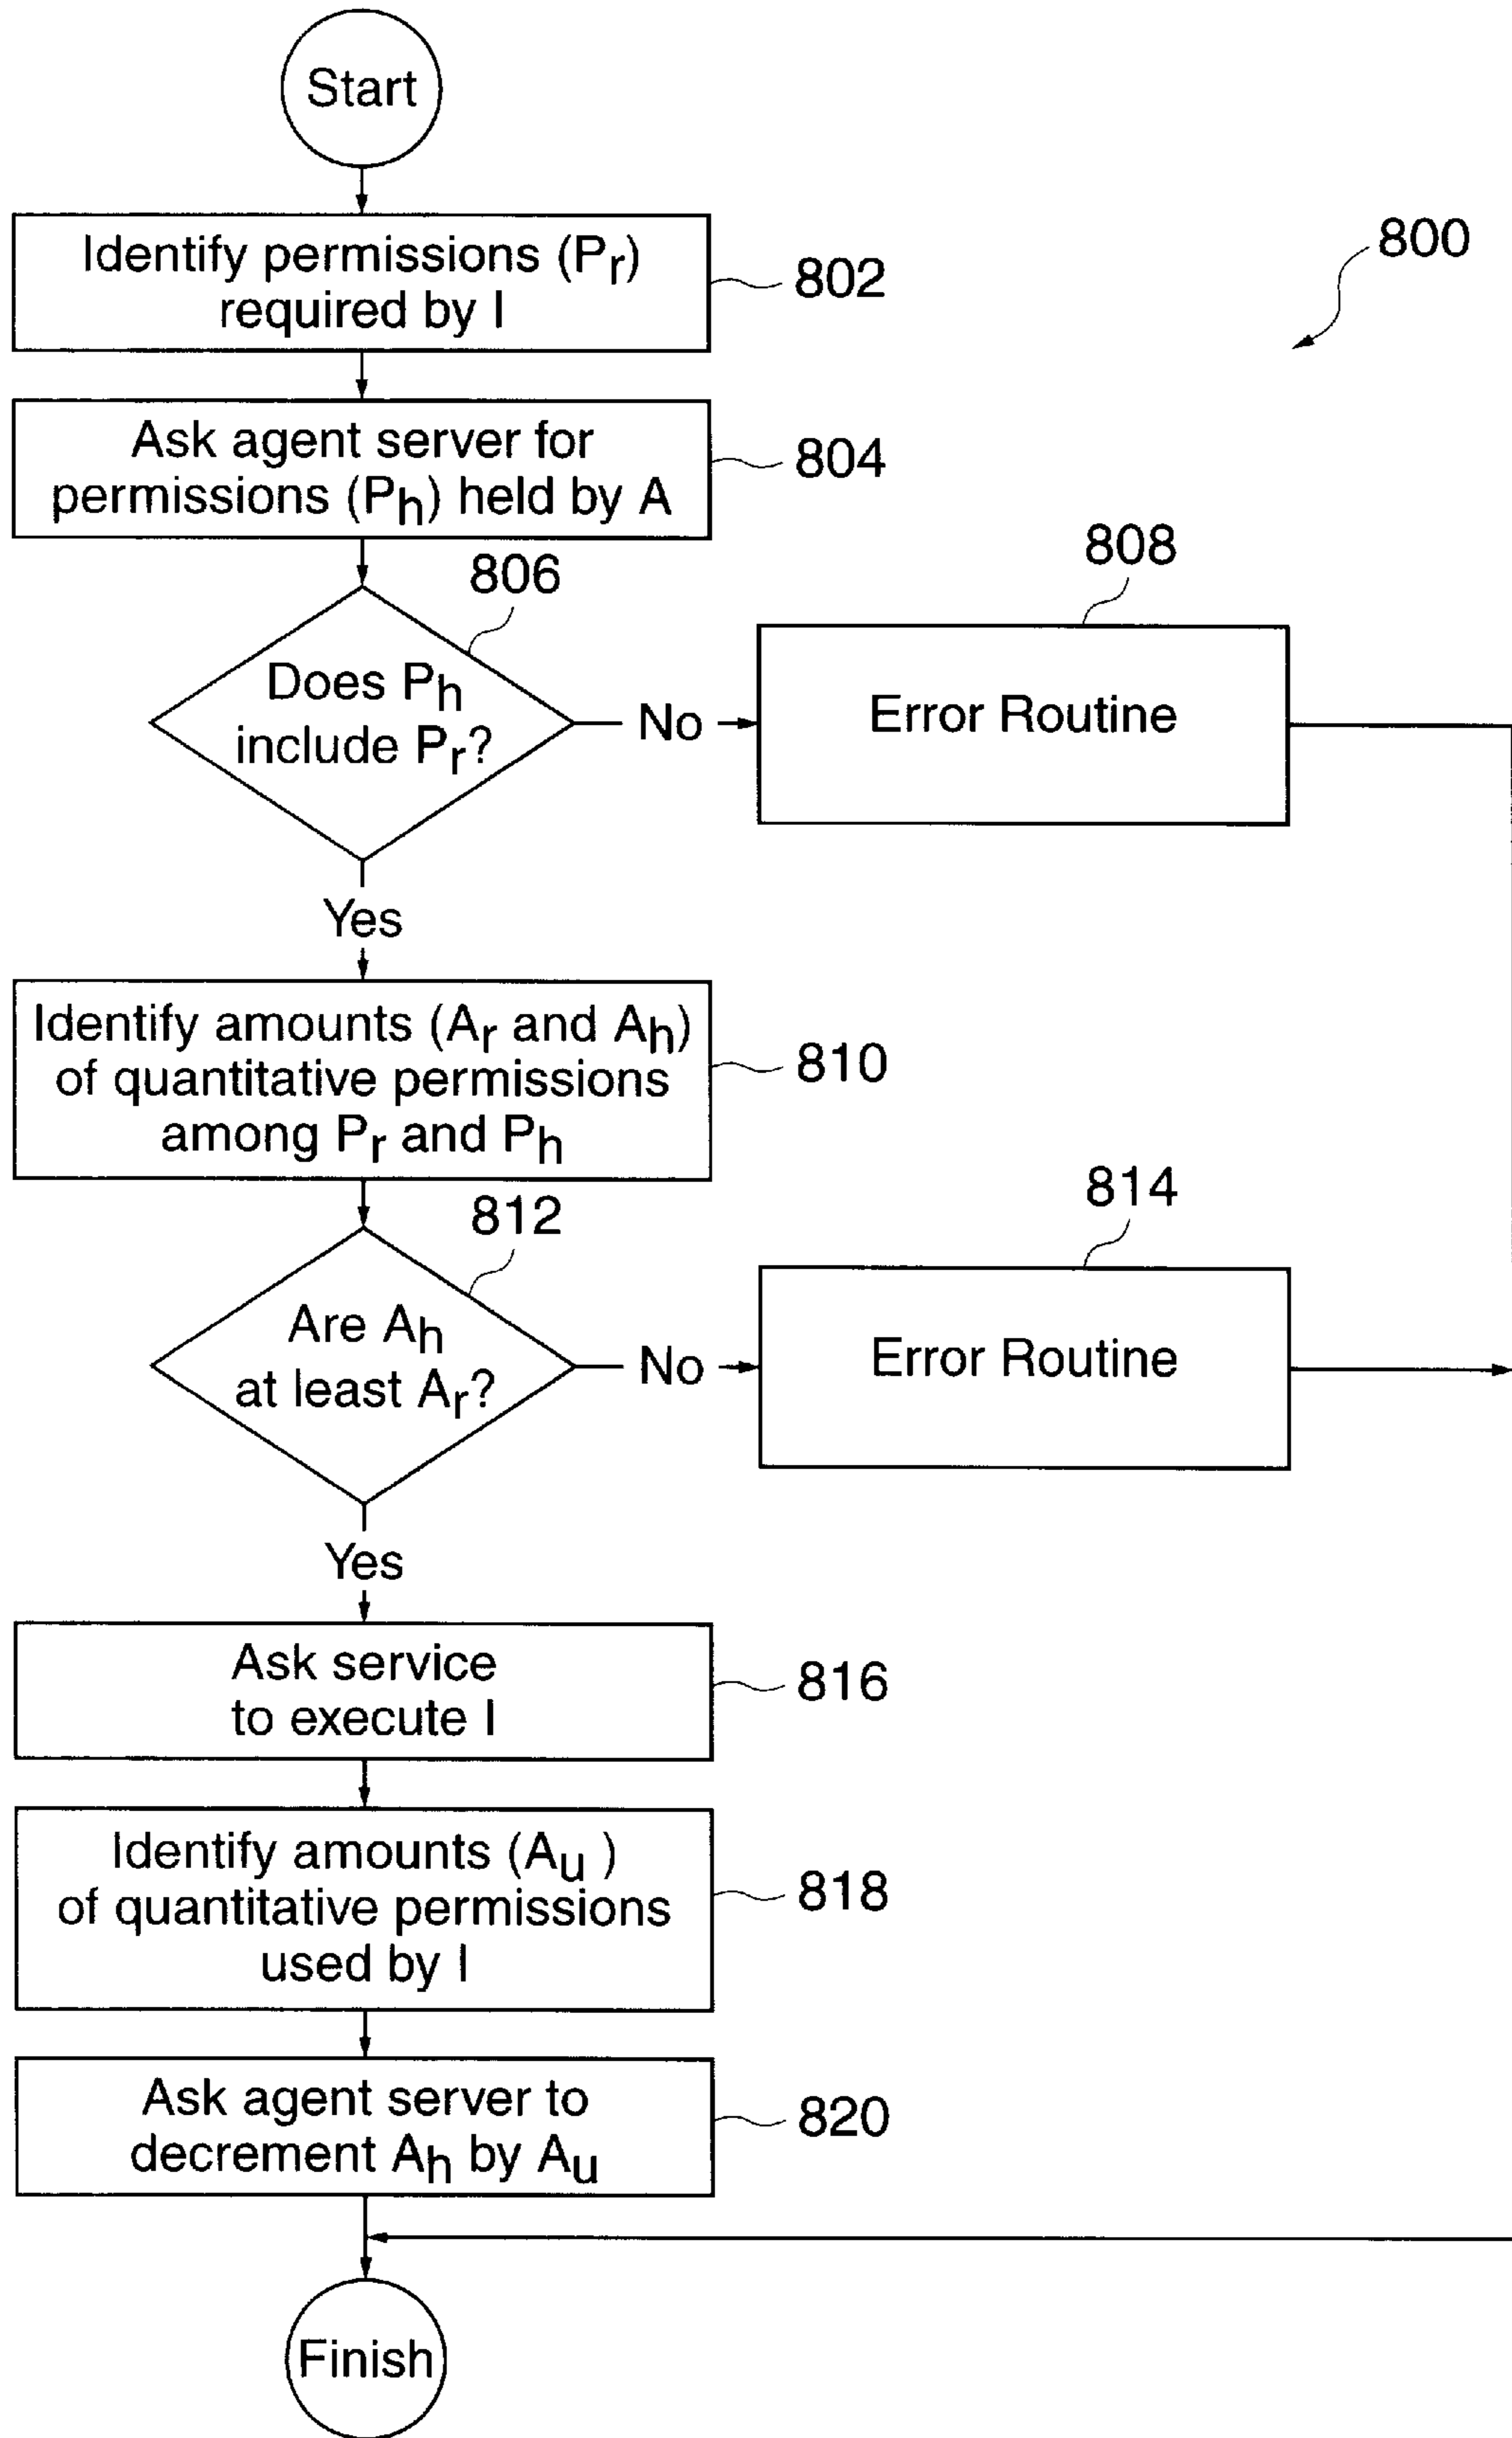 Start
Identify permissions (Pr)
required by I
802
800
Ask agent server for
permissions (Ph) held by A
804
806
Does Ph
include Pr?
No
808
Error Routine
Yes
Identify amounts (Ar and Ah)
of quantitative permissions
among Pr and Ph
810
812
Are Ah
at least Ar?
No
814
Error Routine
Yes
Ask service
to execute I
816
Identify amounts (Au )
of quantitative permissions
used by I
818
Ask agent server to
decrement Ah by Au
820
Finish